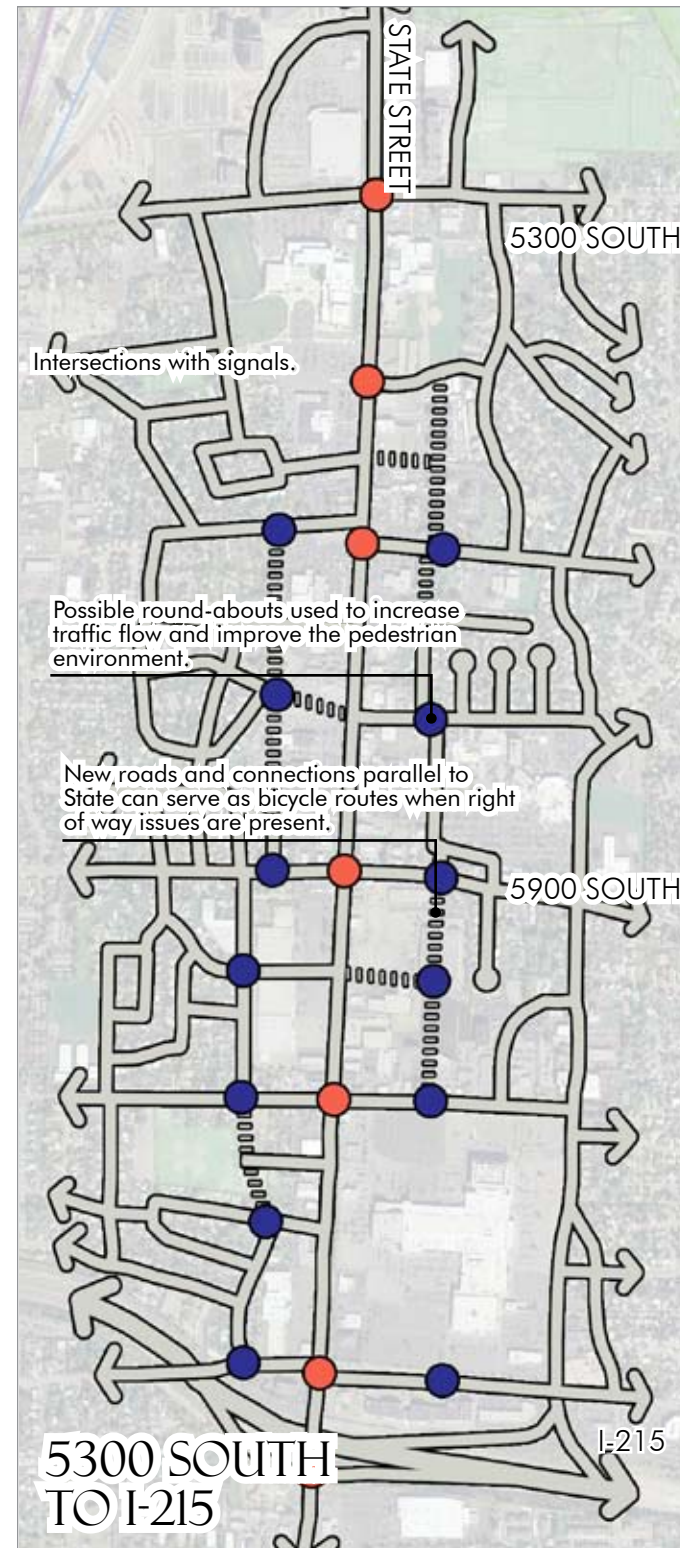 STATE STREET
5300 SOUTH
Intersections with signals.
Possible round-abouts used to increase
traffic flow and improve the pedestrian
environment.
New roads and connections parallel to
State can serve as bicycle routes when right
of way issues are present.
5900 SOUTH
I-215
5300 SOUTH
TO I-215